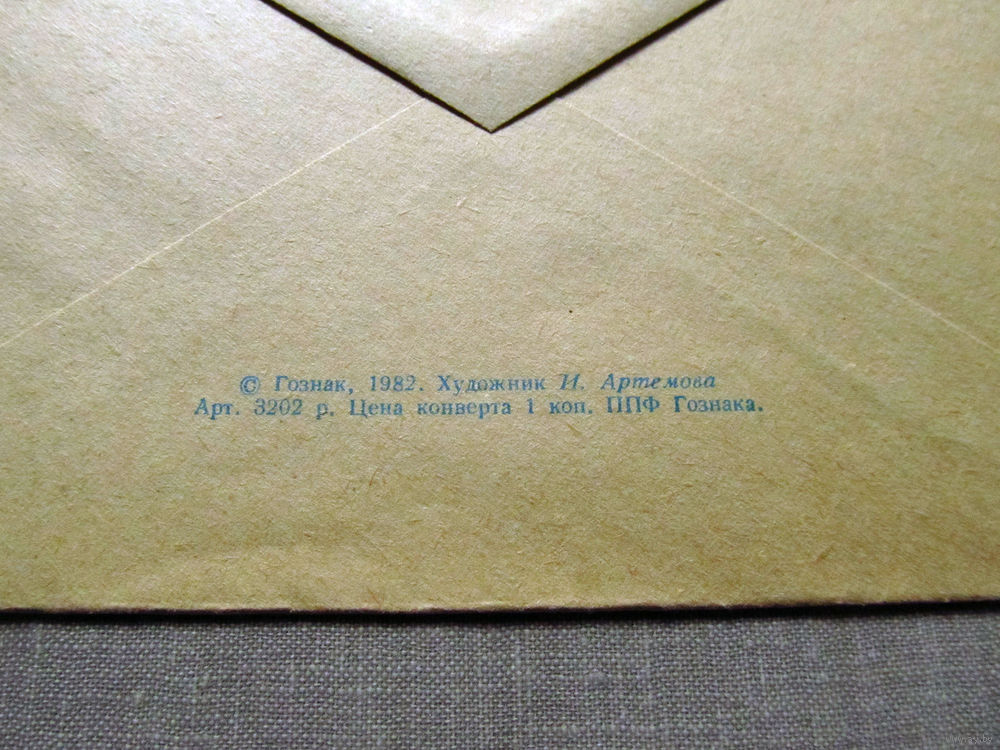 © Гознак, 1982. Художник И. Артемова
Арт. 3202 р. Цена конверта 1 коп. ППФ Гознака.